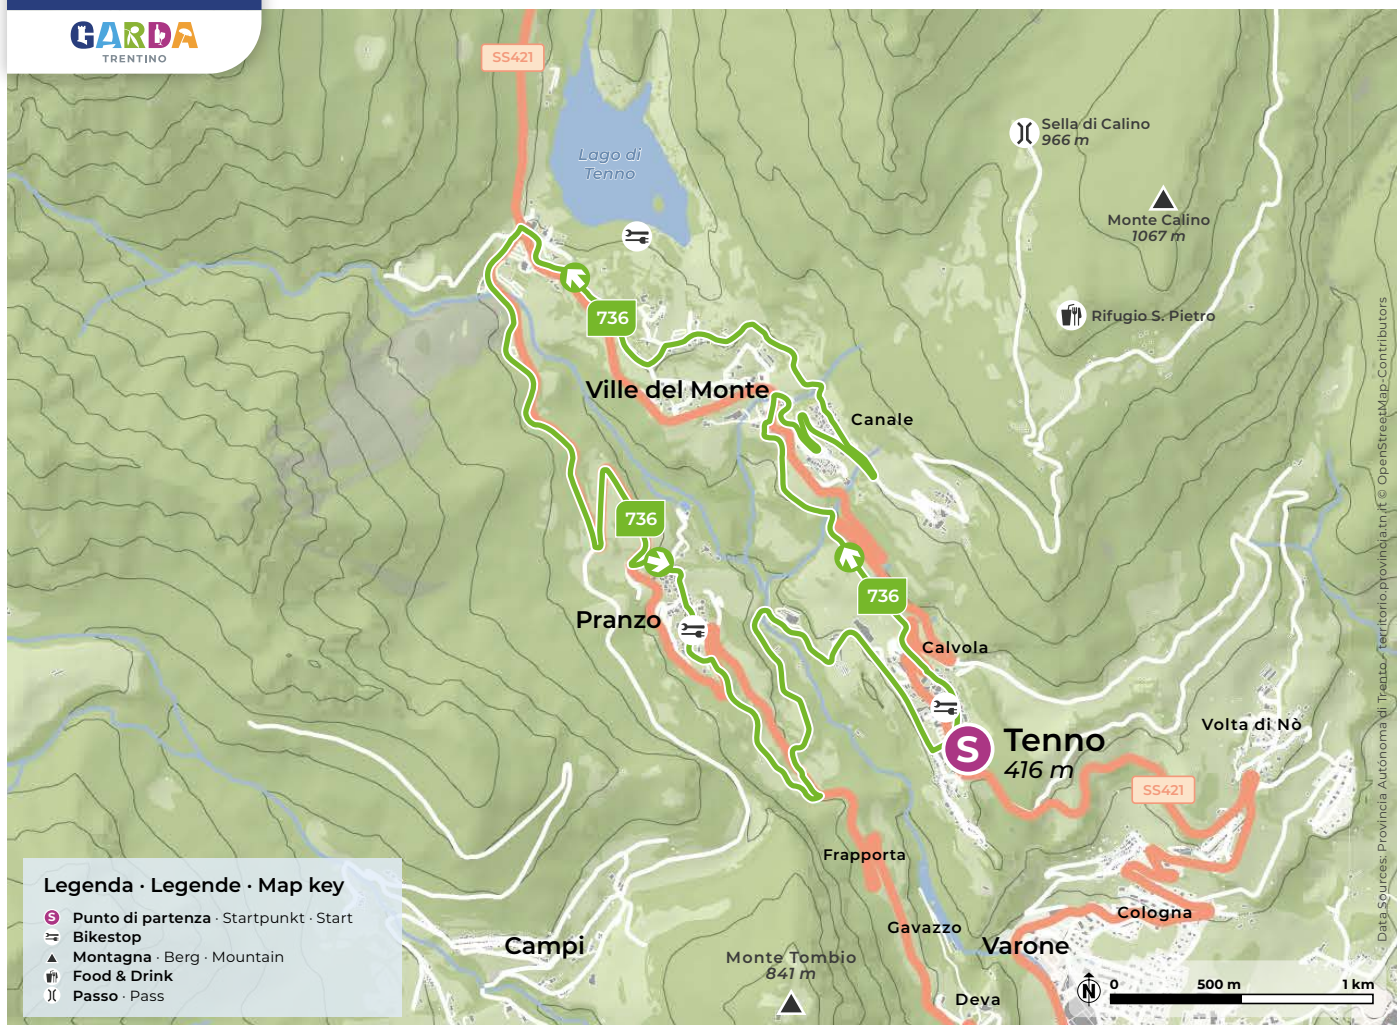 GARDA
TRENTINO
SS421
Lago di
Tenno
Sella di Calino
966 m
Monte Calino
1067 m
Rifugio S. Pietro
736
Ville del Monte
Canale
736
736
Pranzo
Calvola
S
Tenno
416 m
Volta di Nò
SS421
Frapporta
Cologna
Gavazzo
Varone
Campi
Monte Tombio
841 m
Deva
Legenda · Legende · Map key
S Punto di partenza · Startpunkt · Start
Bikestop
Montagna · Berg · Mountain
Food & Drink
Passo · Pass
N
0 500 m 1 km
Data Sources: Provincia Autonoma di Trento - territorio.provincia.tn.it © OpenStreetMap-Contributors